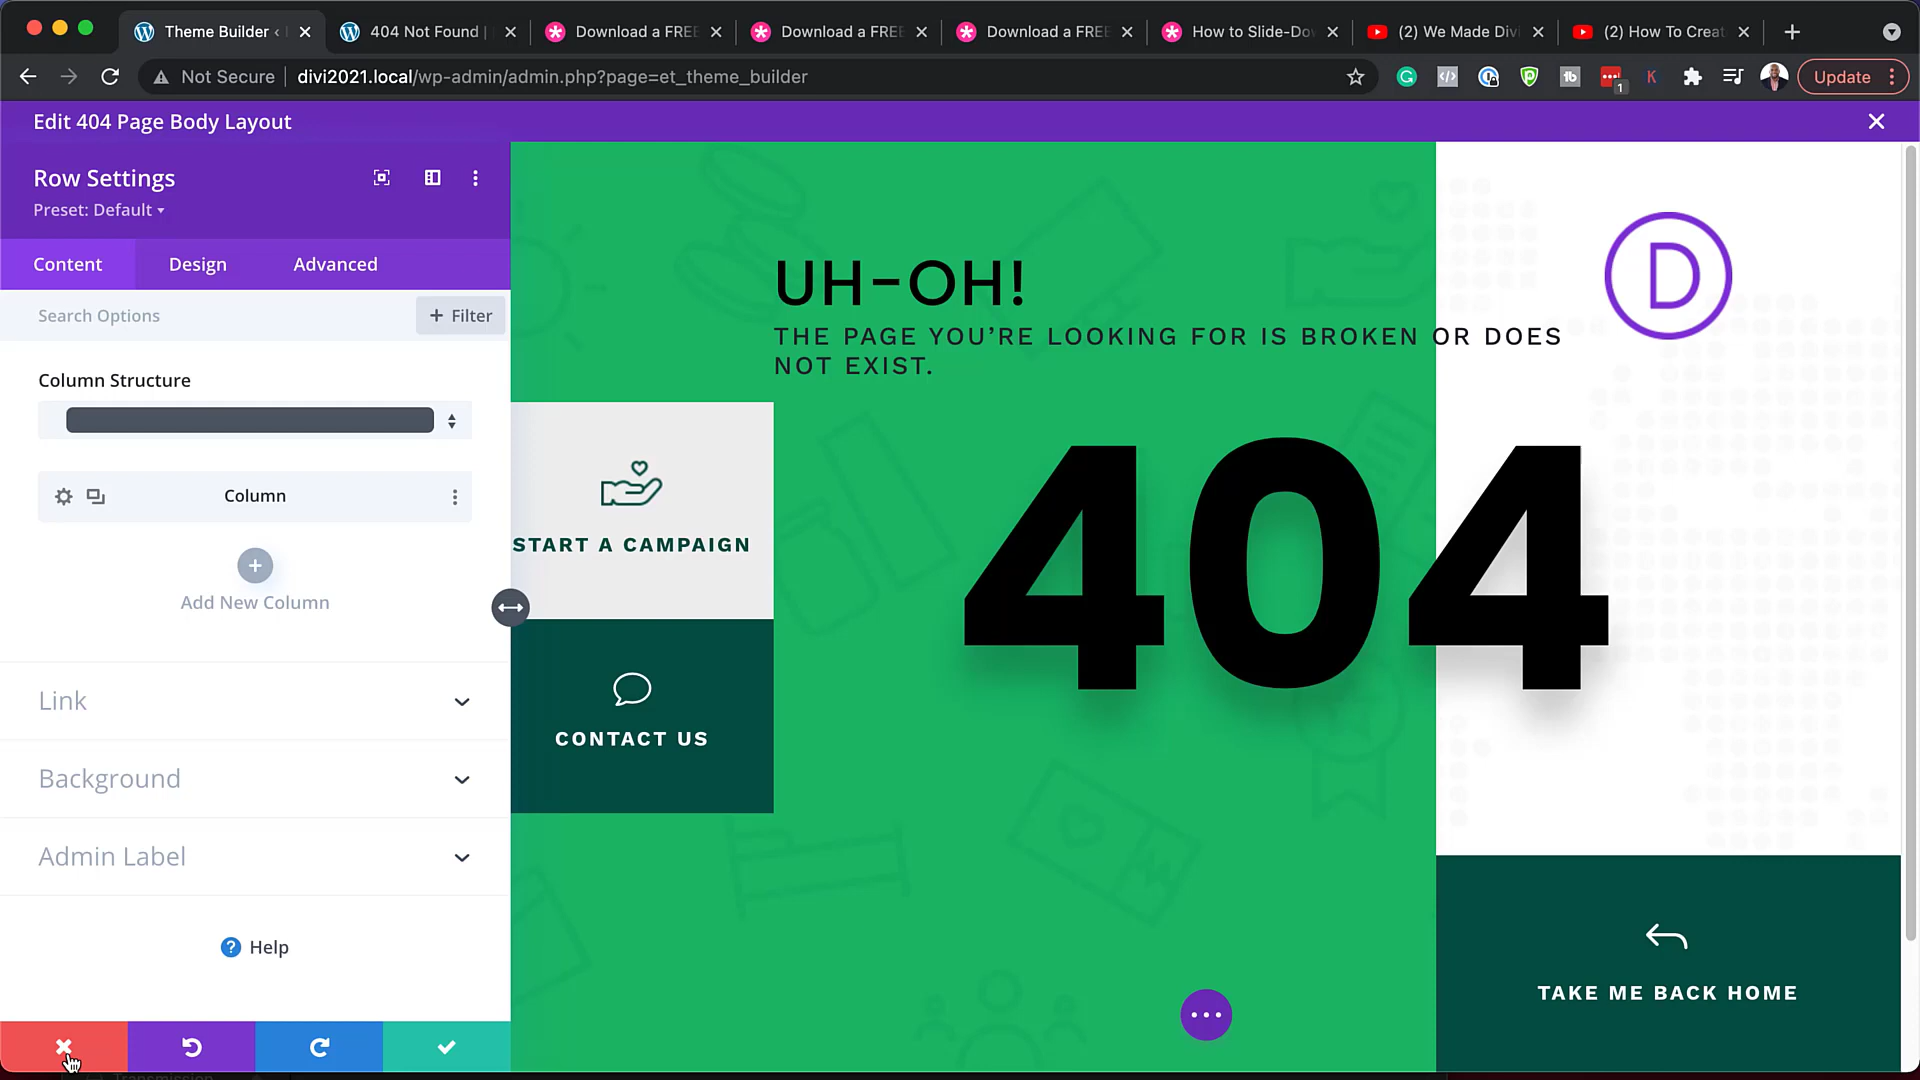 Theme Builder ‹
404 Not Found |
Download a FREE
Download a FREE
Download a FREE
How to Slide-Do
(2) We Made Divi
(2) How To Creat
Not Secure
divi2021.local/wp-admin/admin.php?page=et_theme_builder
tb
1
K
Update
Edit 404 Page Body Layout
Row Settings
Preset: Default
Content
Design
Advanced
Search Options
+ Filter
Column Structure
Column
Add New Column
Link
Background
Admin Label
? Help
UH-OH!
THE PAGE YOU’RE LOOKING FOR IS BROKEN OR DOES
NOT EXIST.
D
START A CAMPAIGN
404
CONTACT US
TAKE ME BACK HOME
Transmission